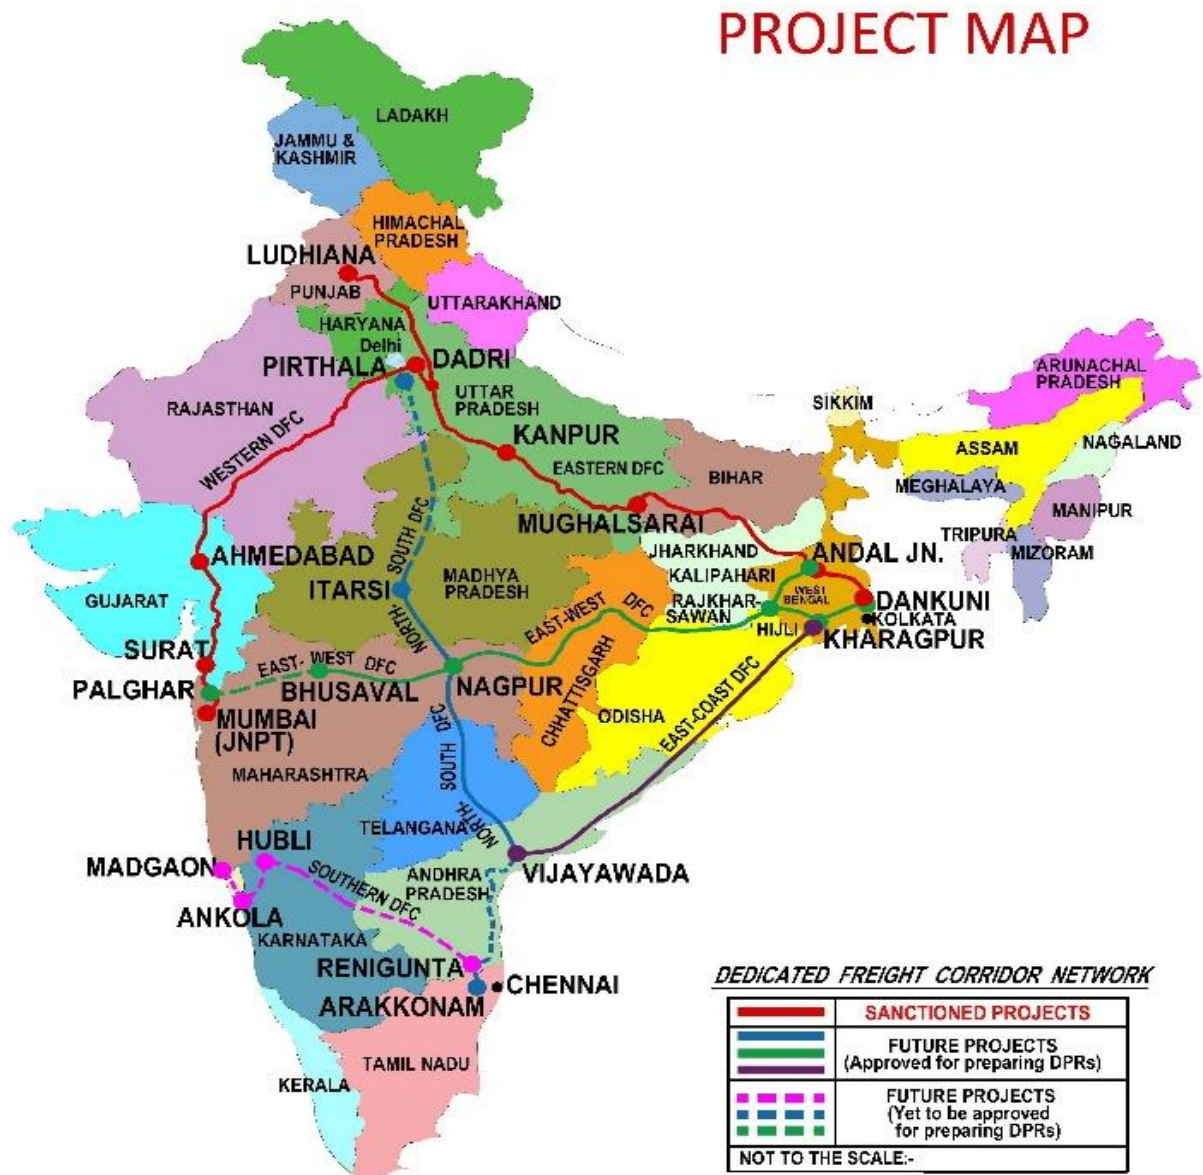 PROJECT MAP
LADAKH
JAMMU &
KASHMIR
HIMACHAL
PRADESH
LUDHIANA
PUNJAB
UTTARAKHAND
HARYANA
Delhi
PIRTHALA
DADRI
UTTAR
PRADESH
RAJASTHAN
WESTERN DFC
KANPUR
EASTERN DFC
BIHAR
SIKKIM
ARUNACHAL
PRADESH
ASSAM
NAGALAND
MEGHALAYA
MANIPUR
TRIPURA
MIZORAM
MUGHALSARAI
AHMEDABAD
GUJARAT
ITARSI
NORTH-
SOUTH DFC
MADHYA
PRADESH
JHARKHAND
ANDAL JN.
KALIPAHARI
RAJKHAR-
SAWAN
WEST
BENGAL
DANKUNI
KOLKATA
HIJLI
KHARAGPUR
SURAT
PALGHAR
EAST- WEST DFC
BHUSAVAL
NAGPUR
EAST-WEST DFC
CHHATTISGARH
ODISHA
EAST-COAST DFC
MUMBAI
(JNPT)
MAHARASHTRA
SOUTH DFC
NORTH-
TELANGANA
HUBLI
MADGAON
ANKOLA
SOUTHERN DFC
ANDHRA
PRADESH
VIJAYAWADA
KARNATAKA
RENIGUNTA
ARAKKONAM
CHENNAI
TAMIL NADU
KERALA
DEDICATED FREIGHT CORRIDOR NETWORK
SANCTIONED PROJECTS
FUTURE PROJECTS
(Approved for preparing DPRs)
FUTURE PROJECTS
(Yet to be approved
for preparing DPRs)
NOT TO THE SCALE:-